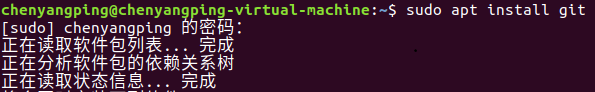 chenyangping@chenyangping-virtual-machine:~$ sudo apt install git
[sudo] chenyangping 的密码：
正在读取软件包列表... 完成
正在分析软件包的依赖关系树
正在读取状态信息... 完成